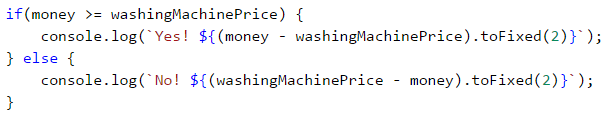 if(money >= washingMachinePrice) {
    console.log(`Yes! ${(money - washingMachinePrice).toFixed(2)}`);
} else {
    console.log(`No! ${(washingMachinePrice - money).toFixed(2)}`);
}